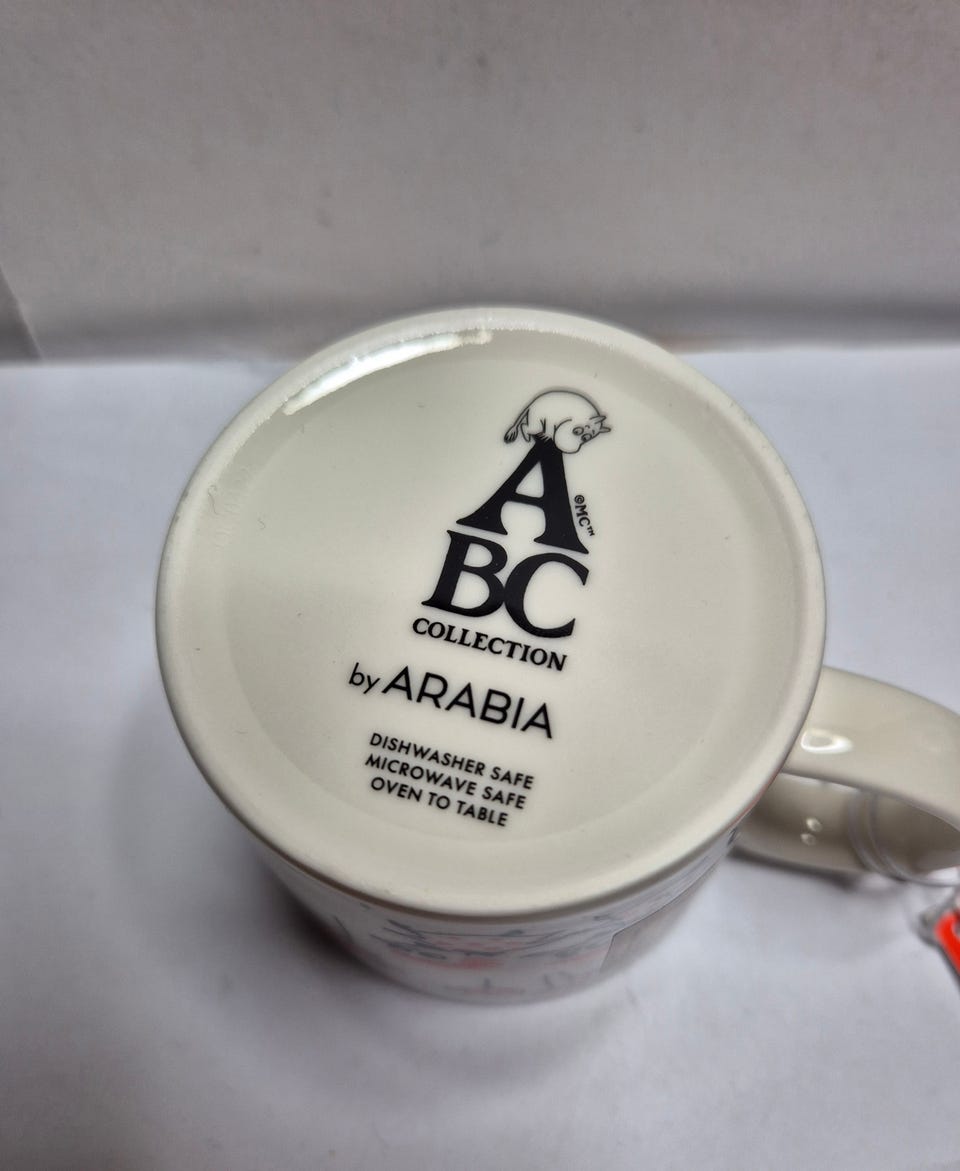 A
©MC™
BC
COLLECTION
by ARABIA
DISHWASHER SAFE
MICROWAVE SAFE
OVEN TO TABLE